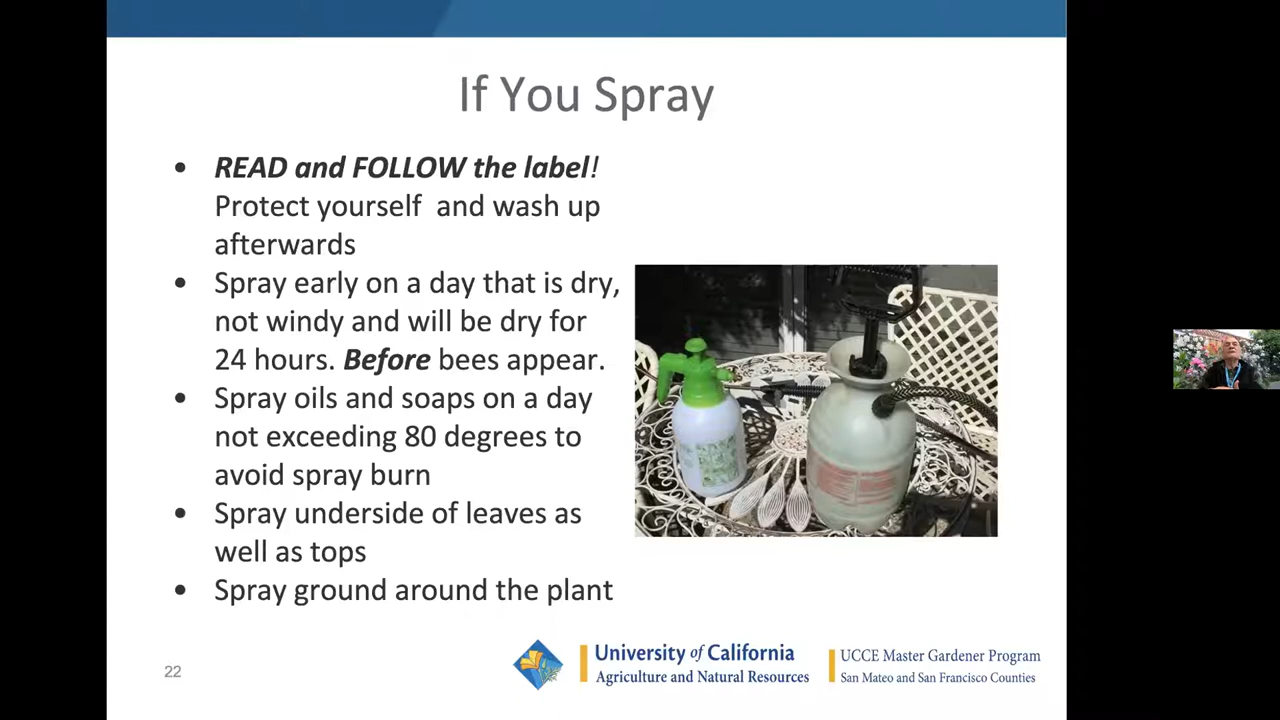 If You Spray
• READ and FOLLOW the label!
Protect yourself and wash up
afterwards
• Spray early on a day that is dry,
not windy and will be dry for
24 hours. Before bees appear.
• Spray oils and soaps on a day
not exceeding 80 degrees to
avoid spray burn
• Spray underside of leaves as
well as tops
• Spray ground around the plant
22
University of California
Agriculture and Natural Resources
UCCE Master Gardener Program
San Mateo and San Francisco Counties